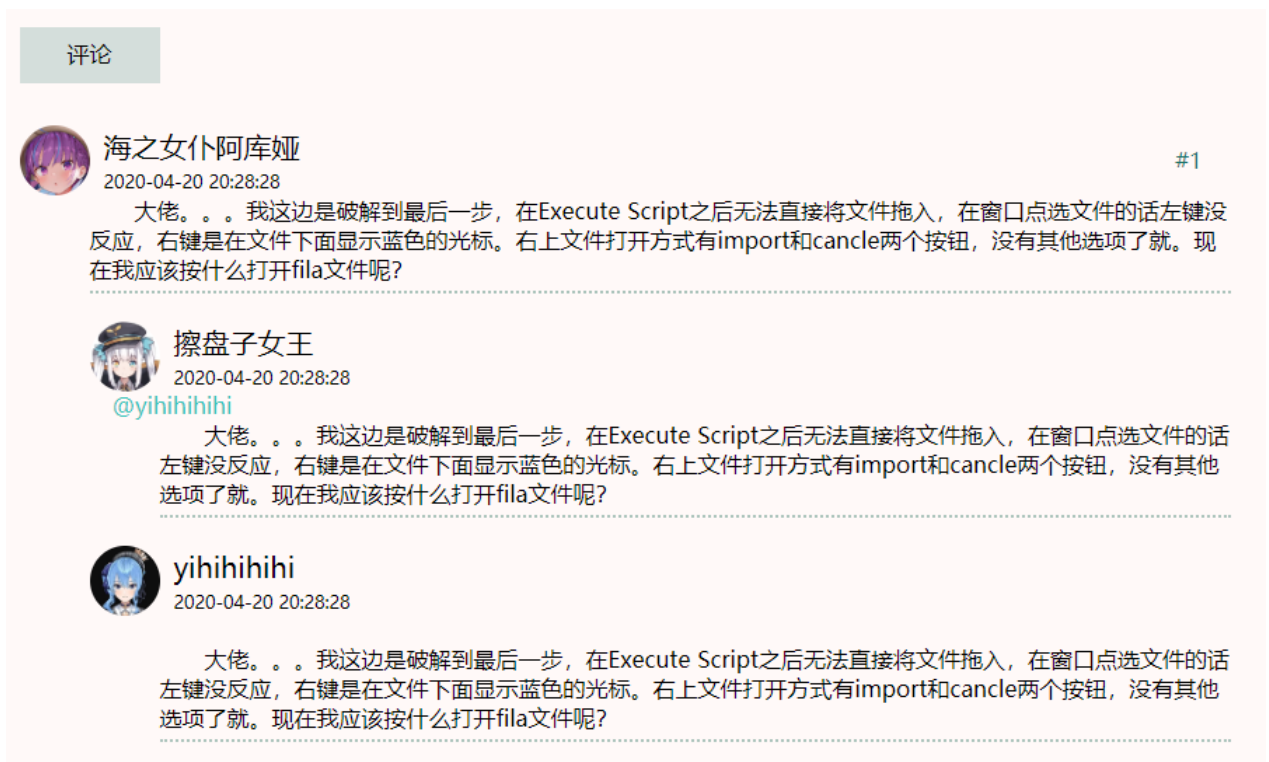 评论
海之女仆阿库娅
#1
2020-04-20 20:28:28
大佬。。。我这边是破解到最后一步，在Execute Script之后无法直接将文件拖入，在窗口点选文件的话左键没
反应，右键是在文件下面显示蓝色的光标。右上文件打开方式有import和cancle两个按钮，没有其他选项了就。现
在我应该按什么打开fila文件呢？
擦盘子女王
2020-04-20 20:28:28
@yihihihihi
大佬。。。我这边是破解到最后一步，在Execute Script之后无法直接将文件拖入，在窗口点选文件的话
左键没反应，右键是在文件下面显示蓝色的光标。右上文件打开方式有import和cancle两个按钮，没有其他
选项了就。现在我应该按什么打开fila文件呢？
yihihihihi
2020-04-20 20:28:28
大佬。。。我这边是破解到最后一步，在Execute Script之后无法直接将文件拖入，在窗口点选文件的话
左键没反应，右键是在文件下面显示蓝色的光标。右上文件打开方式有import和cancle两个按钮，没有其他
选项了就。现在我应该按什么打开fila文件呢？